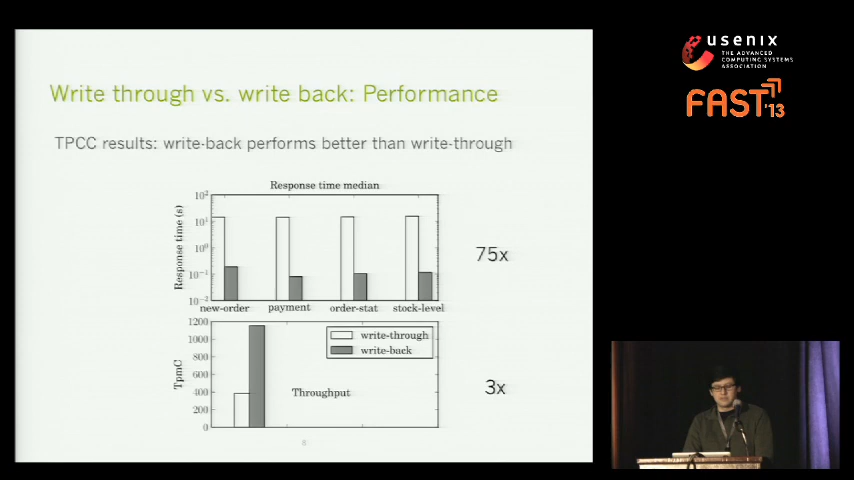 Write through vs. write back: Performance
TPCC results: write-back performs better than write-through
Response time median
Response time (s)
10²
10¹
10⁰
10⁻¹
10⁻²
new-order
payment
order-stat
stock-level
75x
TpmC
1200
1000
800
600
400
200
0
write-through
write-back
Throughput
3x
8
usenix
THE ADVANCED
COMPUTING SYSTEMS
ASSOCIATION
FAST '13